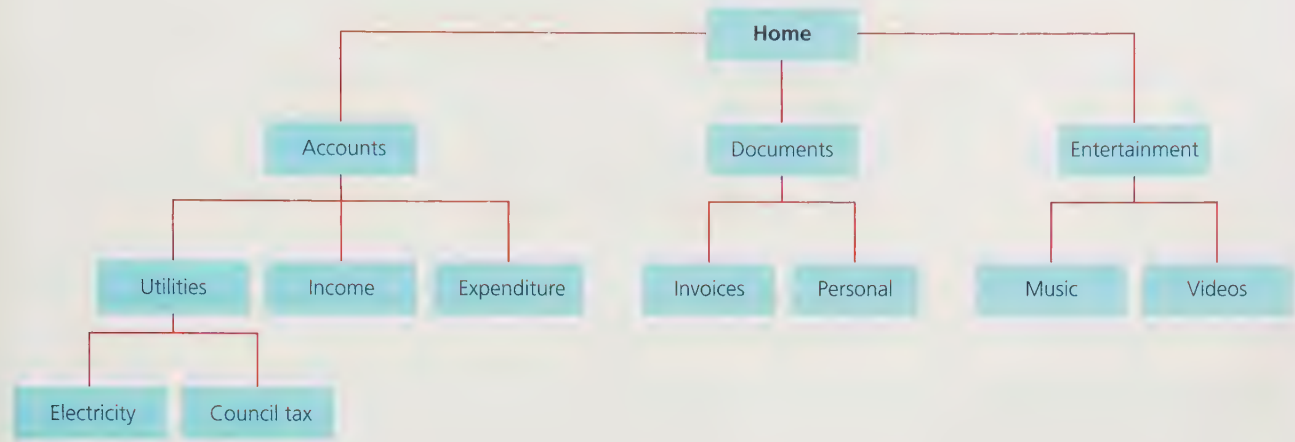 Home
Accounts
Documents
Entertainment
Utilities
Income
Expenditure
Invoices
Personal
Music
Videos
Electricity
Council tax